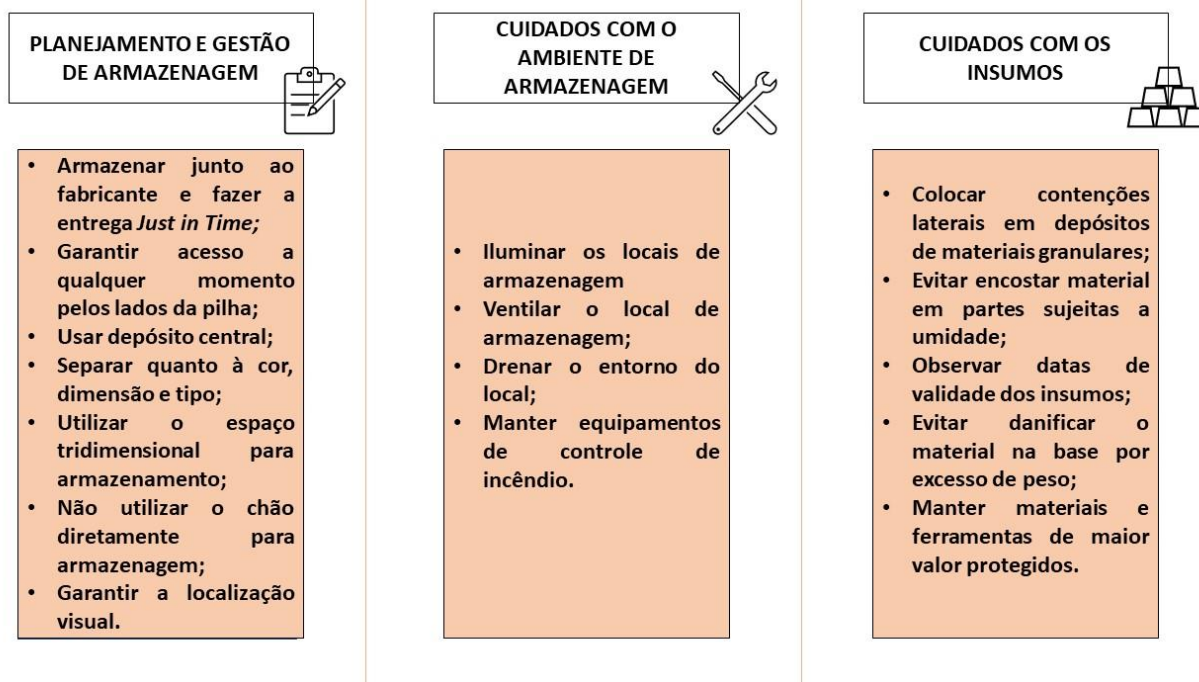 PLANEJAMENTO E GESTÃO
DE ARMAZENAGEM
• Armazenar junto ao
fabricante e fazer a
entrega Just in Time;
• Garantir acesso a
qualquer momento
pelos lados da pilha;
• Usar depósito central;
• Separar quanto à cor,
dimensão e tipo;
• Utilizar o espaço
tridimensional para
armazenamento;
• Não utilizar o chão
diretamente para
armazenagem;
• Garantir a localização
visual.
CUIDADOS COM O
AMBIENTE DE
ARMAZENAGEM
• Iluminar os locais de
armazenagem
• Ventilar o local de
armazenagem;
• Drenar o entorno do
local;
• Manter equipamentos
de controle de
incêndio.
CUIDADOS COM OS
INSUMOS
• Colocar contenções
laterais em depósitos
de materiais granulares;
• Evitar encostar material
em partes sujeitas a
umidade;
• Observar datas de
validade dos insumos;
• Evitar danificar o
material na base por
excesso de peso;
• Manter materiais e
ferramentas de maior
valor protegidos.